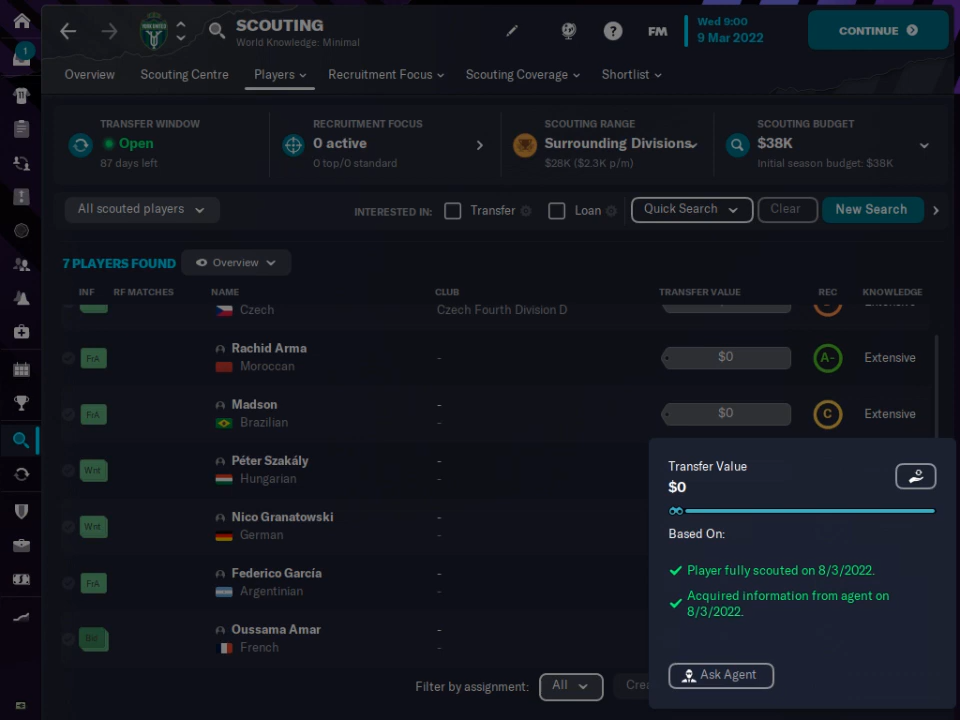 SCOUTING
World Knowledge: Minimal
FM
Wed 9:00
9 Mar 2022
CONTINUE
1
Overview
Scouting Centre
Players
Recruitment Focus
Scouting Coverage
Shortlist
11
TRANSFER WINDOW
Open
87 days left
RECRUITMENT FOCUS
0 active
0 top/0 standard
SCOUTING RANGE
Surrounding Divisions
$28K ($2.3K p/m)
SCOUTING BUDGET
$38K
Initial season budget: $38K
All scouted players
INTERESTED IN:
Transfer
Loan
Quick Search
Clear
New Search
7 PLAYERS FOUND
Overview
INF
RF MATCHES
NAME
CLUB
TRANSFER VALUE
REC
KNOWLEDGE
Czech
Czech Fourth Division D
Extensive
FrA
Rachid Arma
Moroccan
-
-
$0
A-
Extensive
FrA
Madson
Brazilian
-
-
$0
C
Extensive
Wnt
Péter Szakály
Hungarian
-
-
Wnt
Nico Granatowski
German
-
-
FrA
Federico García
Argentinian
-
-
Bid
Oussama Amar
French
-
-
Transfer Value
$0
Based On:
Player fully scouted on 8/3/2022.
Acquired information from agent on
8/3/2022.
Ask Agent
Filter by assignment:
All
Crea